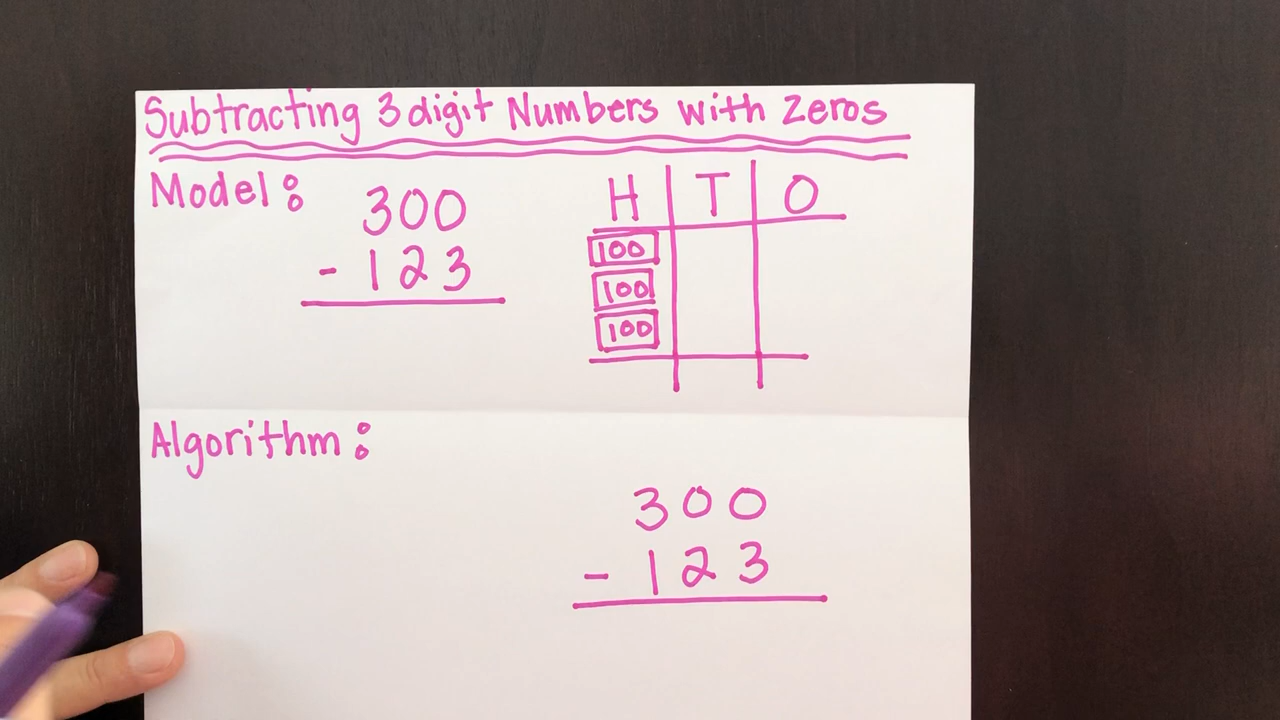 Subtracting 3 digit Numbers with Zeros
Model:
300
- 123
H T O
100
100
100
Algorithm:
300
- 123